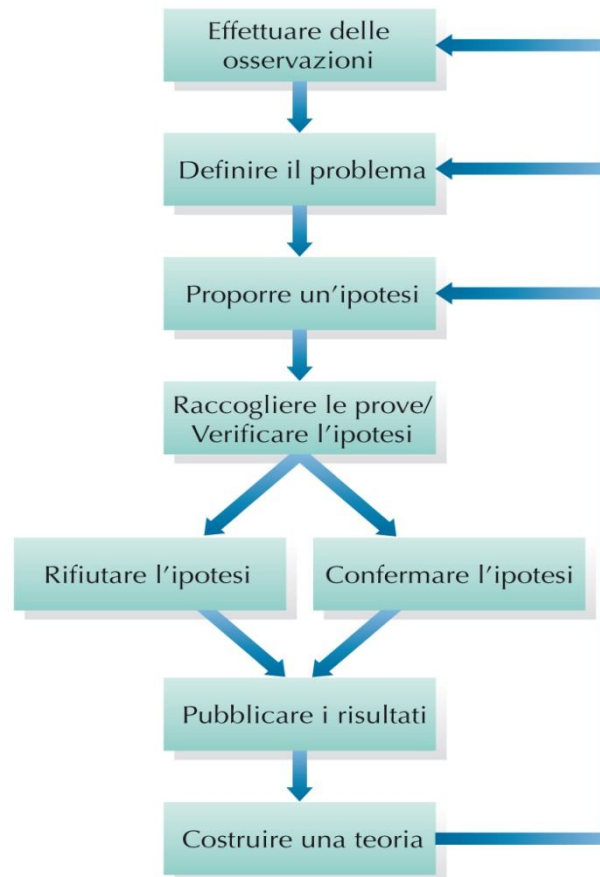 Effettuare delle
osservazioni
Definire il problema
Proporre un'ipotesi
Raccogliere le prove/
Verificare l'ipotesi
Rifiutare l'ipotesi
Confermare l'ipotesi
Pubblicare i risultati
Costruire una teoria